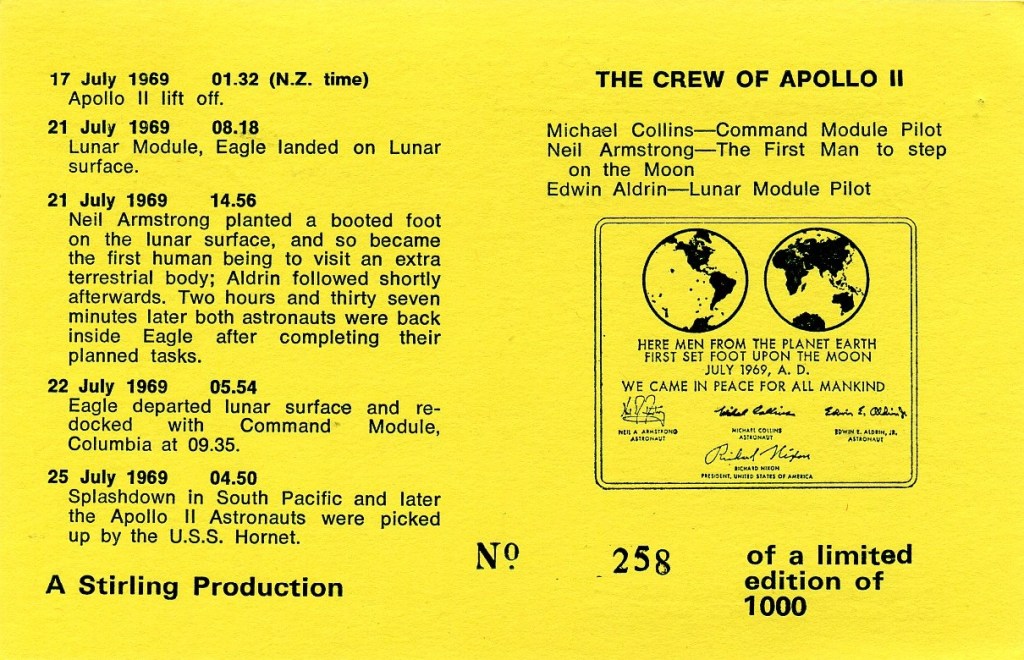 17 July 1969 01.32 (N.Z. time)
Apollo II lift off.
21 July 1969 08.18
Lunar Module, Eagle landed on Lunar
surface.
21 July 1969 14.56
Neil Armstrong planted a booted foot
on the lunar surface, and so became
the first human being to visit an extra
terrestrial body; Aldrin followed shortly
afterwards. Two hours and thirty seven
minutes later both astronauts were back
inside Eagle after completing their
planned tasks.
22 July 1969 05.54
Eagle departed lunar surface and re-
docked with Command Module,
Columbia at 09.35.
25 July 1969 04.50
Splashdown in South Pacific and later
the Apollo II Astronauts were picked
up by the U.S.S. Hornet.
A Stirling Production
THE CREW OF APOLLO II
Michael Collins—Command Module Pilot
Neil Armstrong—The First Man to step
on the Moon
Edwin Aldrin—Lunar Module Pilot
HERE MEN FROM THE PLANET EARTH
FIRST SET FOOT UPON THE MOON
JULY 1969, A. D.
WE CAME IN PEACE FOR ALL MANKIND
Michael Collins Edwin E. Aldrin Jr.
NEIL A. ARMSTRONG MICHAEL COLLINS EDWIN E. ALDRIN, JR.
ASTRONAUT ASTRONAUT ASTRONAUT
Richard Nixon
RICHARD NIXON
PRESIDENT, UNITED STATES OF AMERICA
No. 258 of a limited
edition of
1000